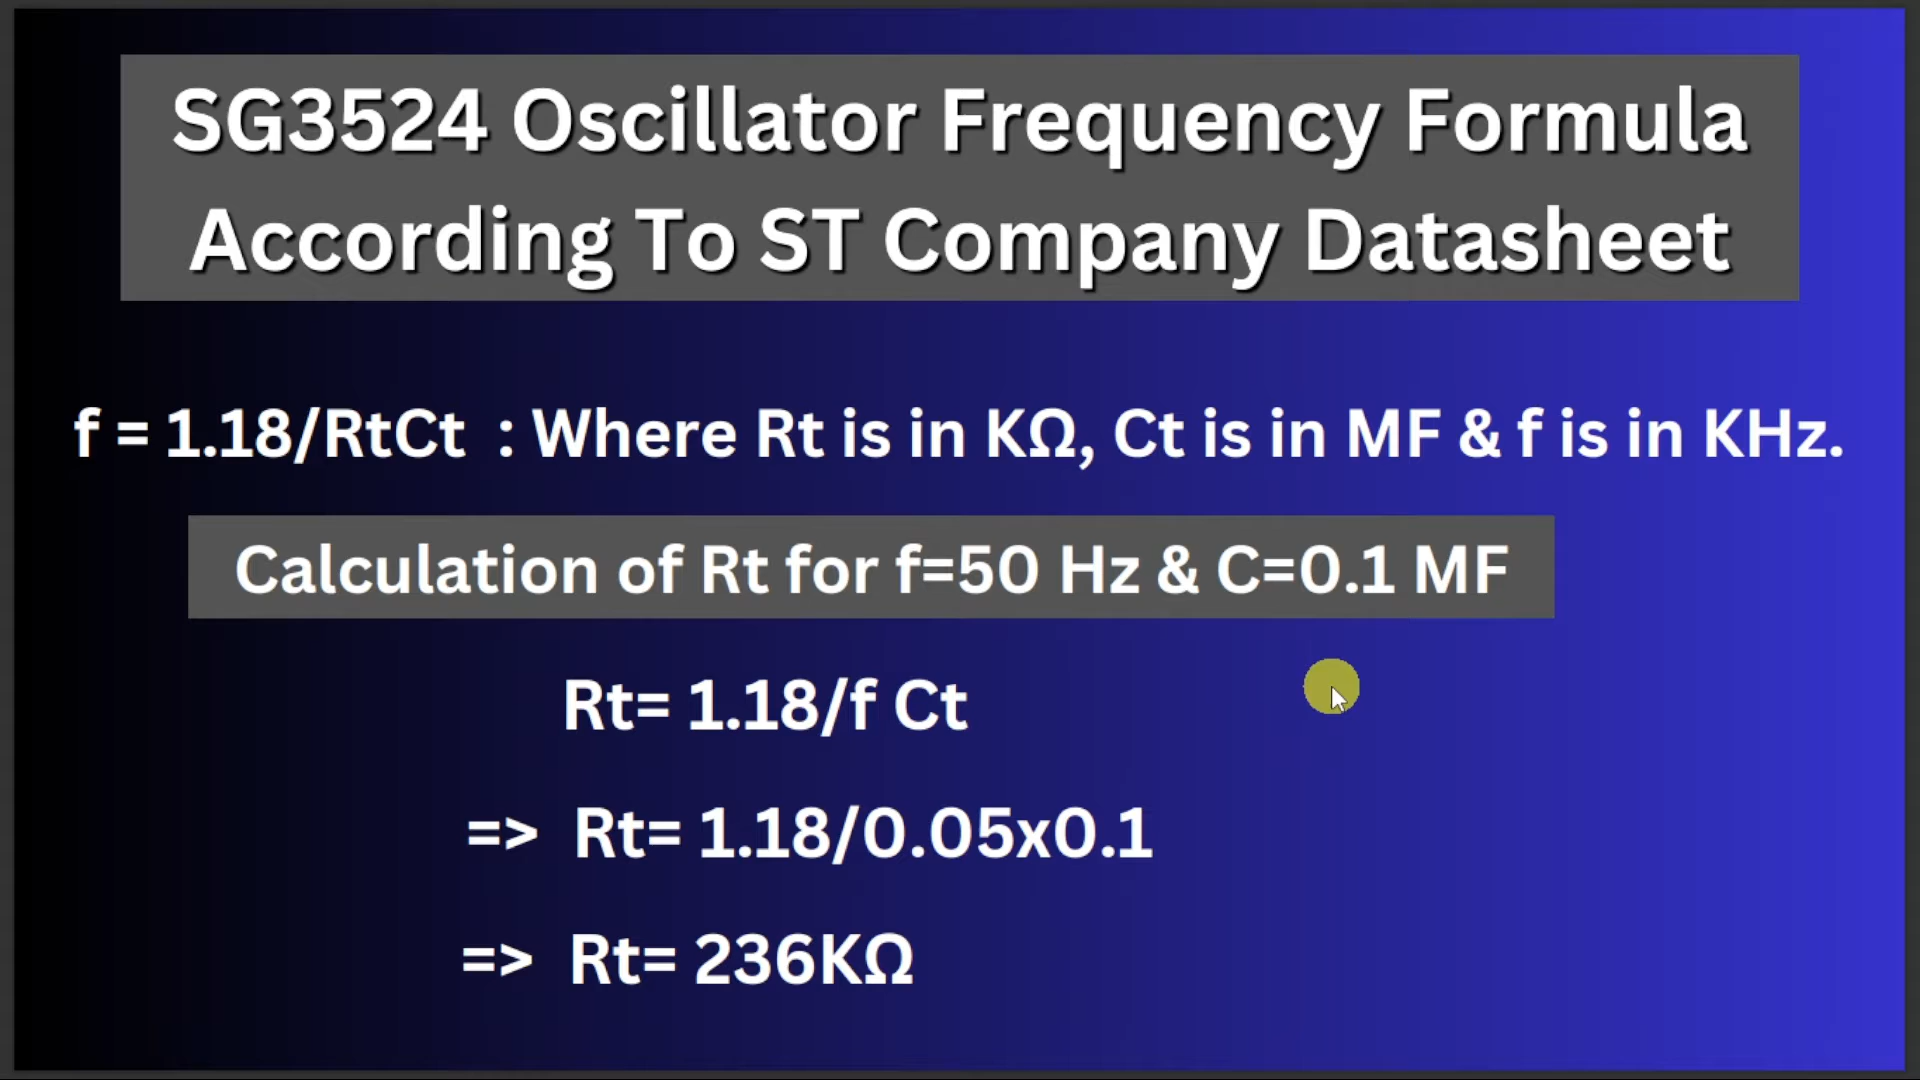 SG3524 Oscillator Frequency Formula
According To ST Company Datasheet
f = 1.18/RtCt : Where Rt is in KΩ, Ct is in MF & f is in KHz.
Calculation of Rt for f=50 Hz & C=0.1 MF
Rt= 1.18/f Ct
=> Rt= 1.18/0.05x0.1
=> Rt= 236KΩ